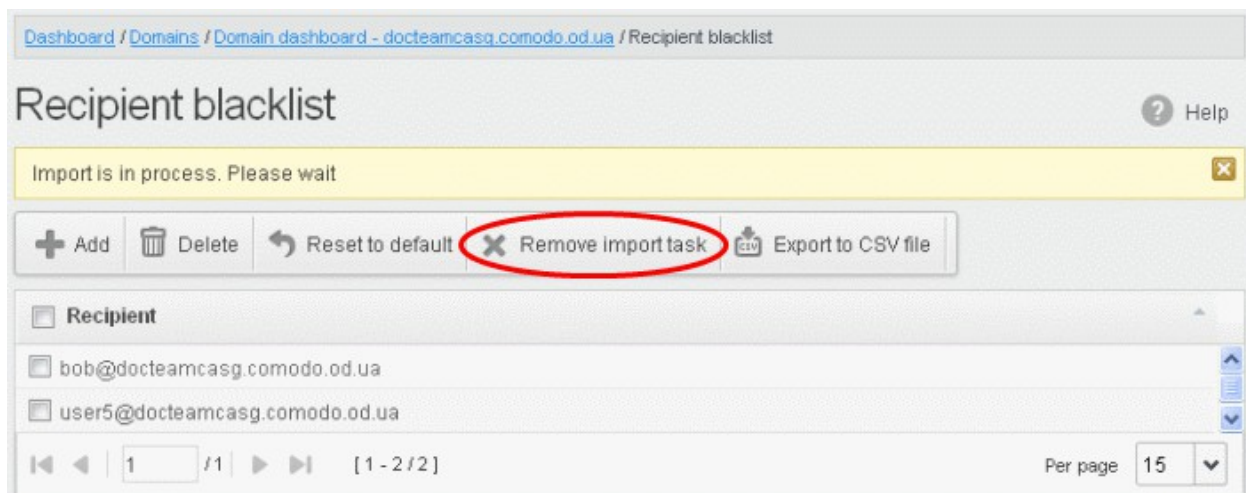 Dashboard / Domains / Domain dashboard - docteamcasg.comodo.od.ua / Recipient blacklist
Recipient blacklist
? Help
Import is in process. Please wait
Add Delete Reset to default Remove import task CSV Export to CSV file
Recipient
bob@docteamcasg.comodo.od.ua
user5@docteamcasg.comodo.od.ua
1 /1 [1-2/2] Per page 15